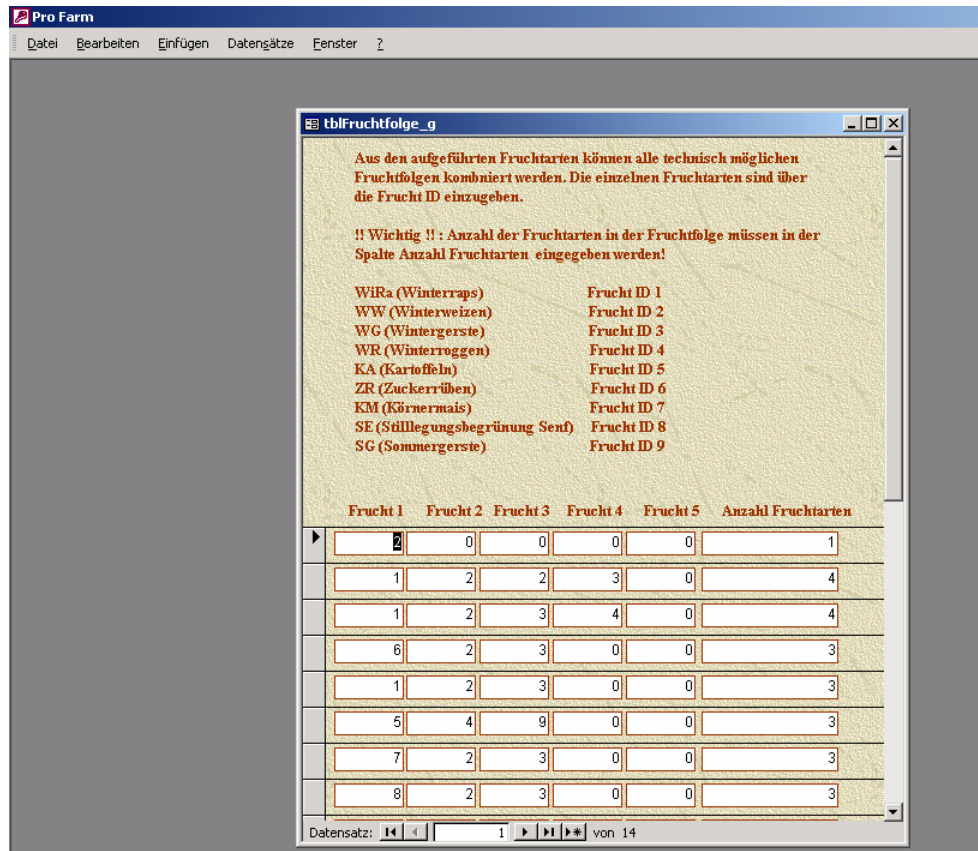 Pro Farm
Datei Bearbeiten Einfügen Datensätze Fenster ?
tblFruchtfolge_g
Aus den aufgeführten Fruchtarten können alle technisch möglichen
Fruchtfolgen kombniert werden. Die einzelnen Fruchtarten sind über
die Frucht ID einzugeben.
!! Wichtig !! : Anzahl der Fruchtarten in der Fruchtfolge müssen in der
Spalte Anzahl Fruchtarten eingegeben werden!
WiRa (Winterraps) Frucht ID 1
WW (Winterweizen) Frucht ID 2
WG (Wintergerste) Frucht ID 3
WR (Winterroggen) Frucht ID 4
KA (Kartoffeln) Frucht ID 5
ZR (Zuckerrüben) Frucht ID 6
KM (Körnermais) Frucht ID 7
SE (Stilllegungsbegrünung Senf) Frucht ID 8
SG (Sommergerste) Frucht ID 9
Frucht 1 Frucht 2 Frucht 3 Frucht 4 Frucht 5 Anzahl Fruchtarten
2 0 0 0 0 1
1 2 2 3 0 4
1 2 3 4 0 4
6 2 3 0 0 3
1 2 3 0 0 3
5 4 9 0 0 3
7 2 3 0 0 3
8 2 3 0 0 3
Datensatz: 1 von 14